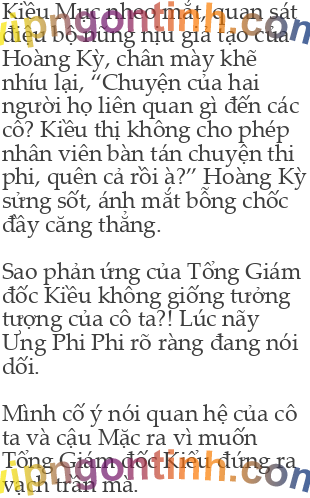 Kiều Mục nheo mắt, quan sát
điệu bộ nũng nịu giả tạo của
Hoàng Kỳ, chân mày khẽ
nhíu lại, “Chuyện của hai
người họ liên quan gì đến các
cô? Kiều thị không cho phép
nhân viên bàn tán chuyện thi
phi, quên cả rồi à?” Hoàng Kỳ
sửng sốt, ánh mắt bỗng chốc
đầy căng thẳng.
Sao phản ứng của Tổng Giám
đốc Kiều không giống tưởng
tượng của cô ta?! Lúc nãy
Ưng Phi Phi rõ ràng đang nói
dối.
Mình cố ý nói quan hệ của cô
ta và cậu Mặc ra vì muốn
Tổng Giám đốc Kiều đứng ra
vạch trần mà.
vipngontinh.com
vipngontinh.com